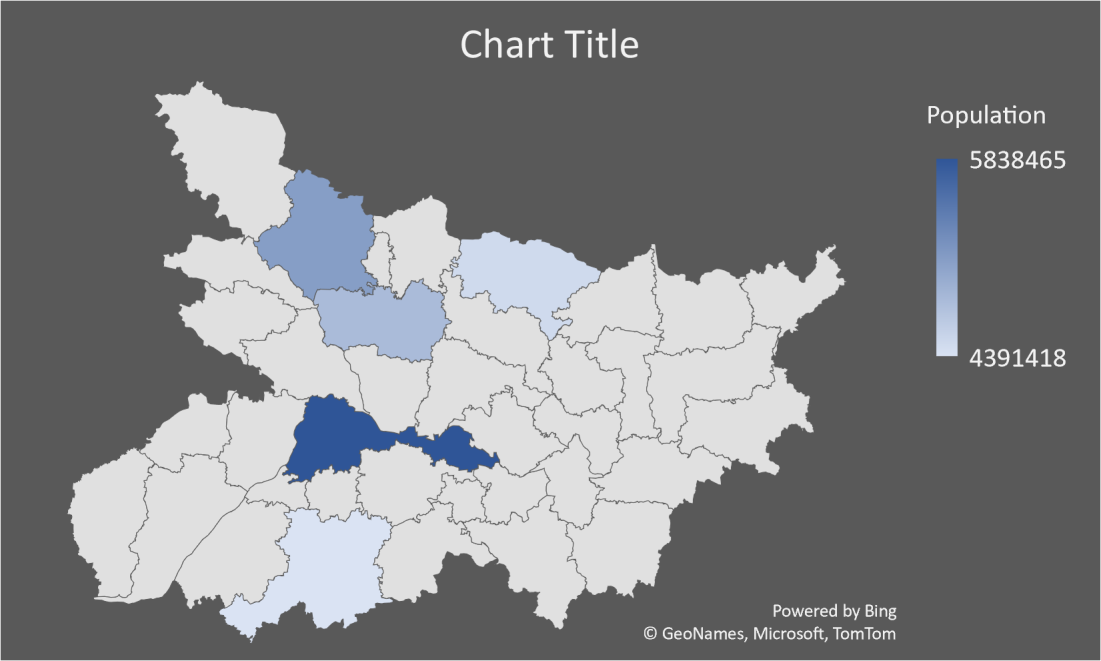 Chart Title
Population
5838465
4391418
Powered by Bing
© GeoNames, Microsoft, TomTom